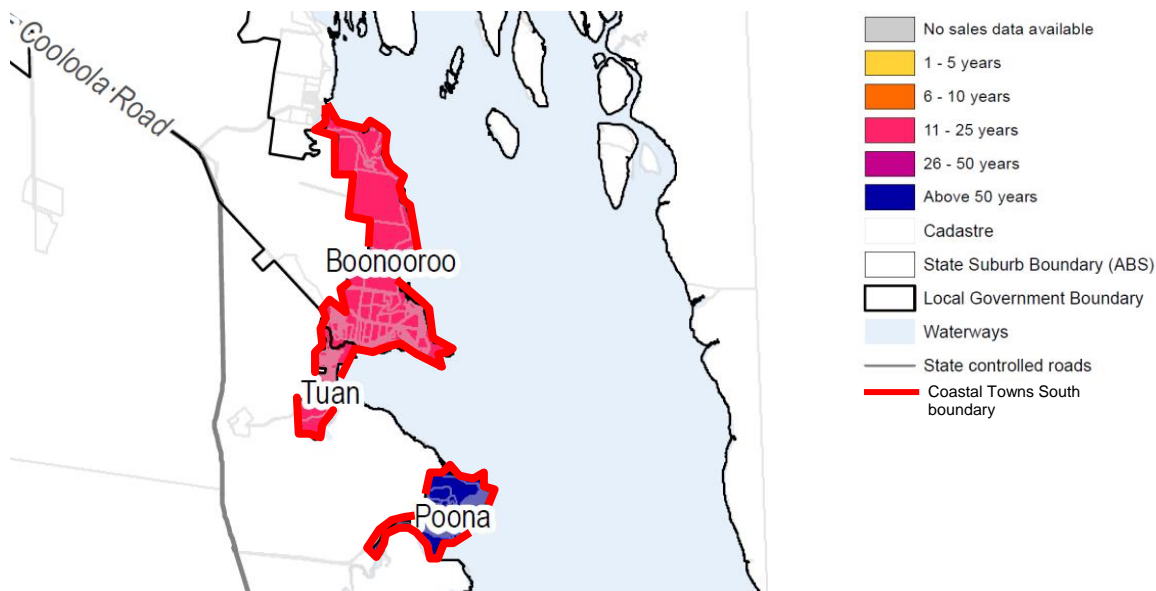 Cooloola Road
Boonooroo
Tuan
Poona
No sales data available
1 - 5 years
6 - 10 years
11 - 25 years
26 - 50 years
Above 50 years
Cadastre
State Suburb Boundary (ABS)
Local Government Boundary
Waterways
State controlled roads
Coastal Towns South
boundary